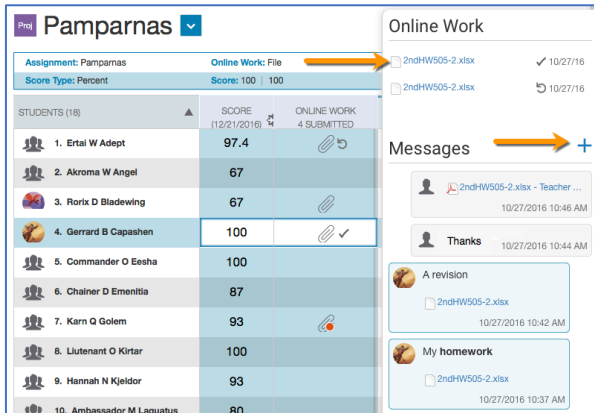 Proj Pamparnas
Assignment: Pamparnas Online Work: File
Score Type: Percent Score: 100 | 100
STUDENTS (18) SCORE (12/21/2016) ONLINE WORK 4 SUBMITTED
1. Ertai W Adept 97.4
2. Akroma W Angel 67
3. Rorix D Bladewing 67
4. Gerrard B Capashen 100
5. Commander O Eesha 100
6. Chainer D Emenitia 87
7. Karn Q Golem 93
8. Liutenant O Kirtar 100
9. Hannah N Kjeldor 93
10. Ambassador M Laquatus 80
Online Work
2ndHW505-2.xlsx 10/27/16
2ndHW505-2.xlsx 10/27/16
Messages
2ndHW505-2.xlsx - Teacher ...
10/27/2016 10:46 AM
Thanks 10/27/2016 10:44 AM
A revision
2ndHW505-2.xlsx
10/27/2016 10:42 AM
My homework
2ndHW505-2.xlsx
10/27/2016 10:37 AM